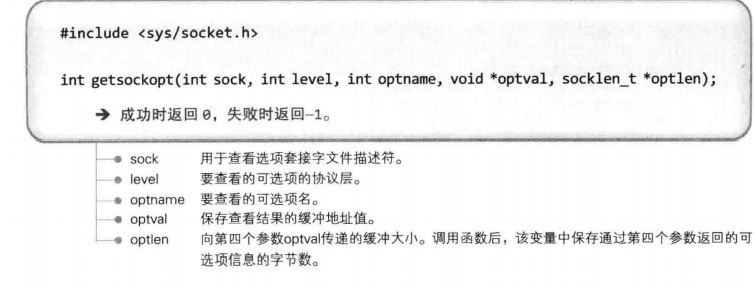 #include <sys/socket.h>
int getsockopt(int sock, int level, int optname, void *optval, socklen_t *optlen);
➔ 成功时返回 0，失败时返回–1。
sock 用于查看选项套接字文件描述符。
level 要查看的可选项的协议层。
optname 要查看的可选项名。
optval 保存查看结果的缓冲地址值。
optlen 向第四个参数optval传递的缓冲大小。调用函数后，该变量中保存通过第四个参数返回的可
选项信息的字节数。